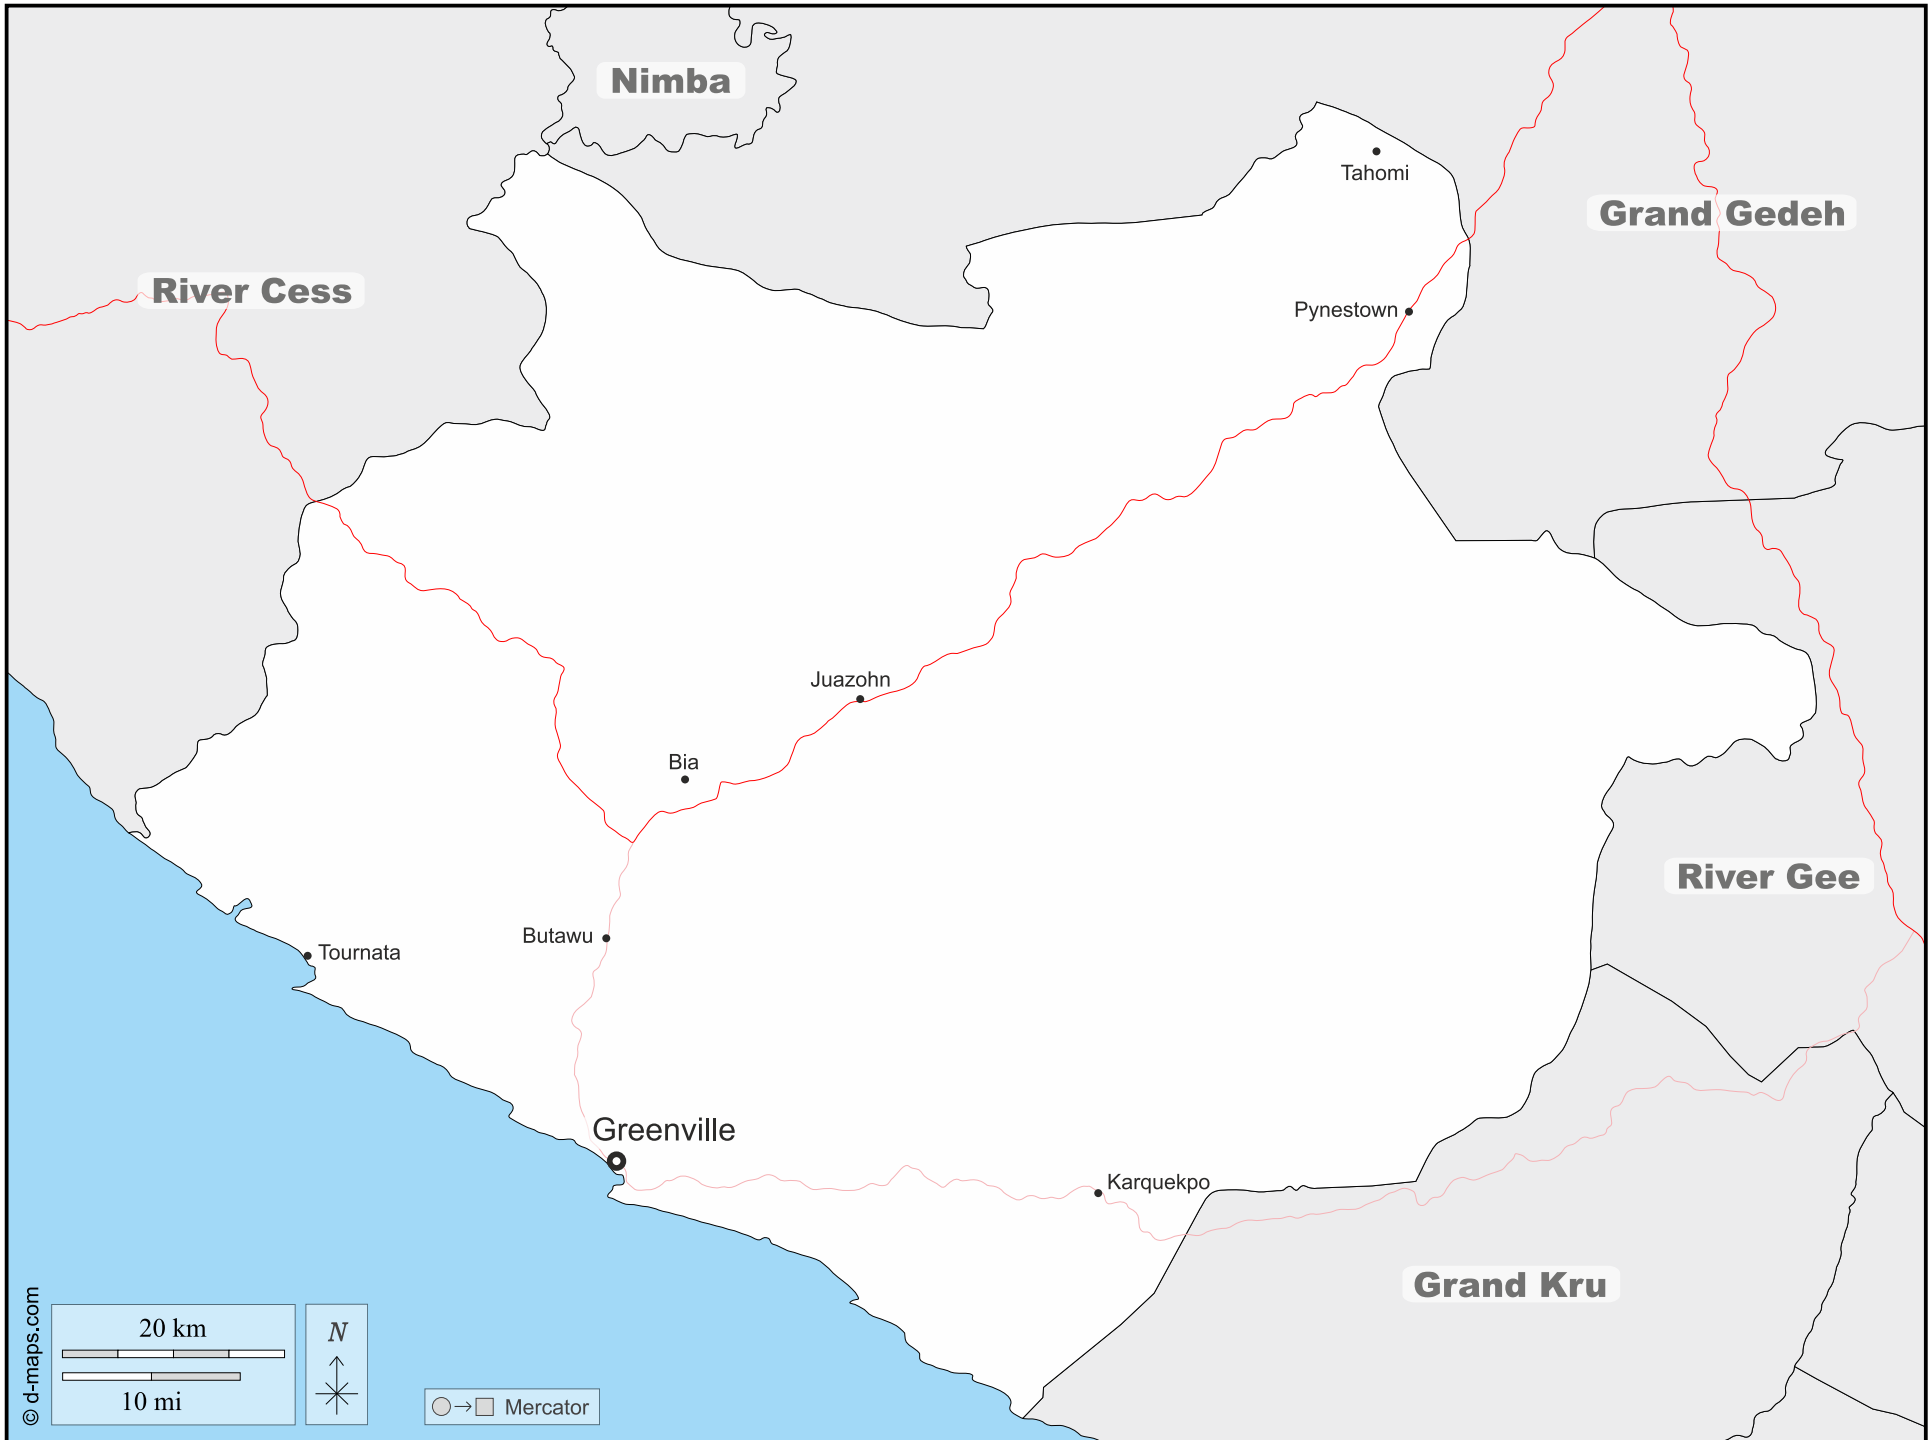 Nimba
Tahomi
Grand Gedeh
River Cess
Pynestown
Juazohn
Bia
River Gee
Butawu
Tournata
Greenville
Karquekpo
Grand Kru
© d-maps.com
20 km
10 mi
N
Mercator